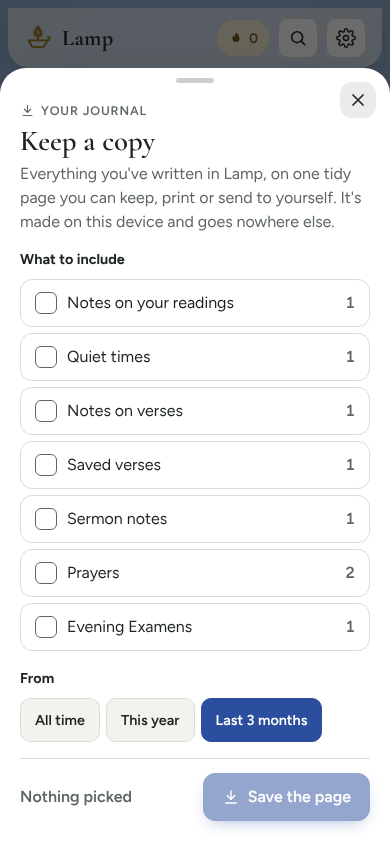 Lamp
0
YOUR JOURNAL
Keep a copy
Everything you've written in Lamp, on one tidy
page you can keep, print or send to yourself. It's
made on this device and goes nowhere else.
What to include
Notes on your readings 1
Quiet times 1
Notes on verses 1
Saved verses 1
Sermon notes 1
Prayers 2
Evening Examens 1
From
All time This year Last 3 months
Nothing picked Save the page